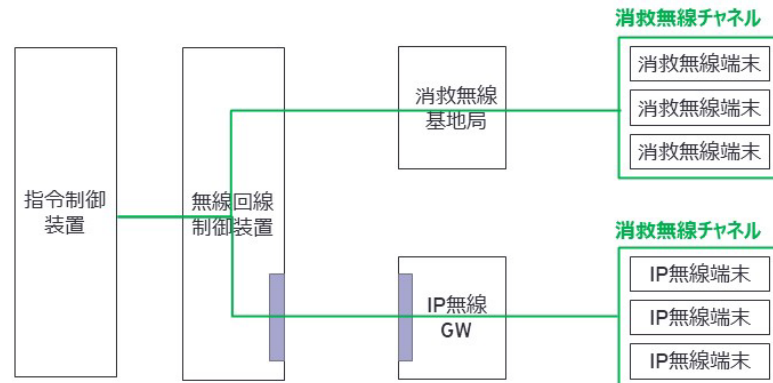 消救無線チャネル
消救無線端末
消救無線端末
消救無線端末
消救無線
基地局
指令制御
装置
無線回線
制御装置
消救無線チャネル
IP無線端末
IP無線端末
IP無線端末
IP無線
GW